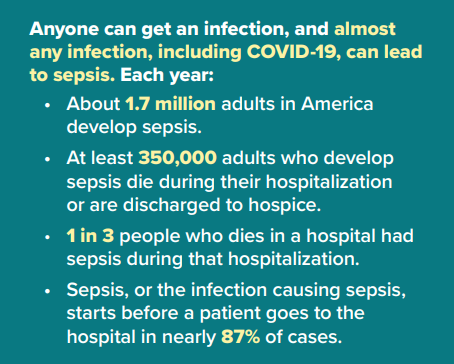 Anyone can get an infection, and almost
any infection, including COVID-19, can lead
to sepsis. Each year:
• About 1.7 million adults in America
develop sepsis.
• At least 350,000 adults who develop
sepsis die during their hospitalization
or are discharged to hospice.
• 1 in 3 people who dies in a hospital had
sepsis during that hospitalization.
• Sepsis, or the infection causing sepsis,
starts before a patient goes to the
hospital in nearly 87% of cases.